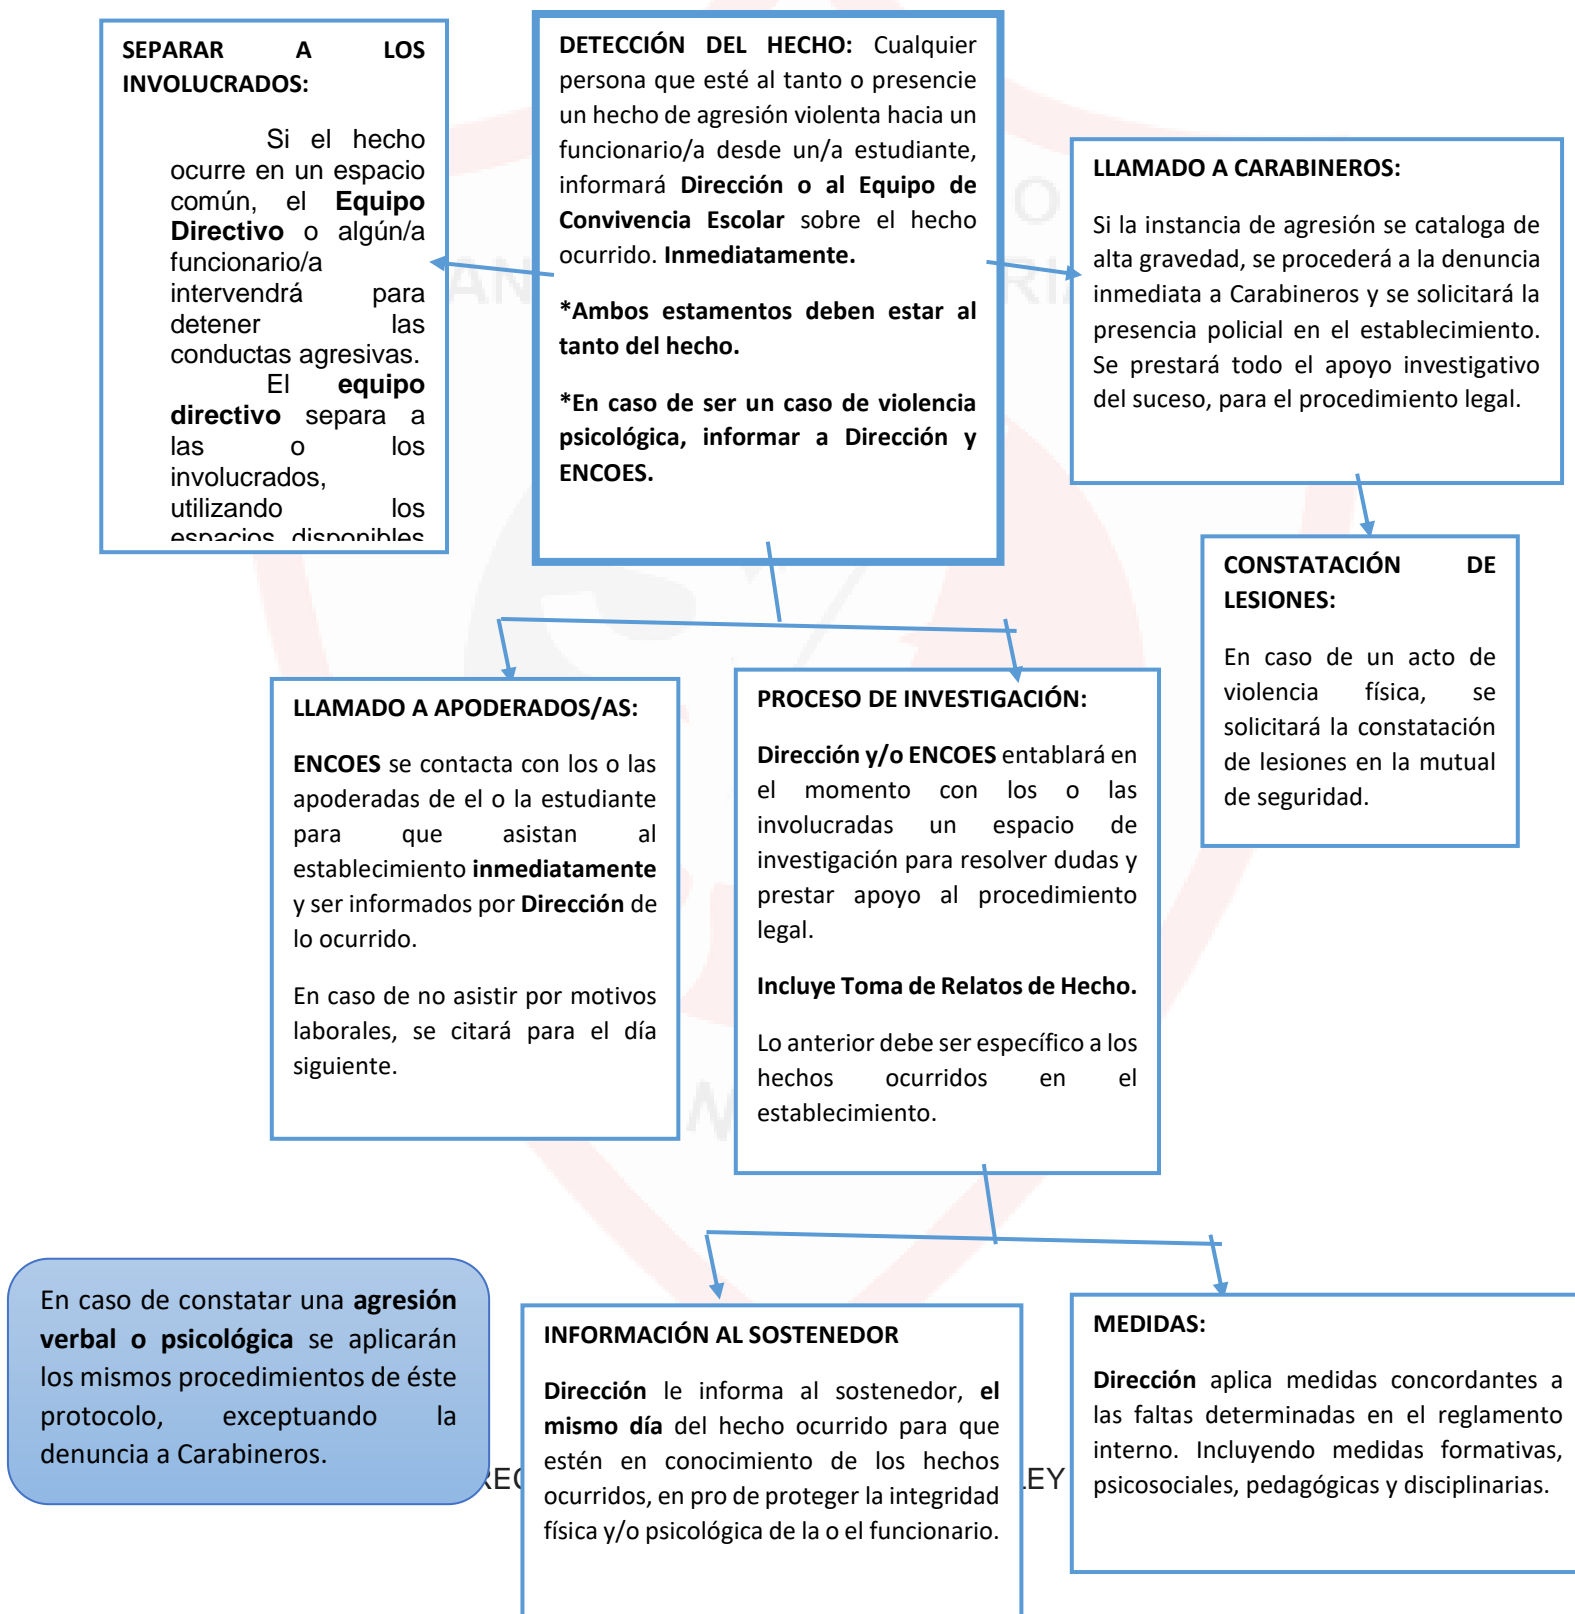 SEPARAR A LOS
INVOLUCRADOS:
Si el hecho
ocurre en un espacio
común, el Equipo
Directivo o algún/a
funcionario/a
intervendrá para
detener las
conductas agresivas.
El equipo
directivo separa a
las o los
involucrados,
utilizando los
espacios disponibles
DETECCIÓN DEL HECHO: Cualquier
persona que esté al tanto o presencie
un hecho de agresión violenta hacia un
funcionario/a desde un/a estudiante,
informará Dirección o al Equipo de
Convivencia Escolar sobre el hecho
ocurrido. Inmediatamente.
*Ambos estamentos deben estar al
tanto del hecho.
*En caso de ser un caso de violencia
psicológica, informar a Dirección y
ENCOES.
LLAMADO A CARABINEROS:
Si la instancia de agresión se cataloga de
alta gravedad, se procederá a la denuncia
inmediata a Carabineros y se solicitará la
presencia policial en el establecimiento.
Se prestará todo el apoyo investigativo
del suceso, para el procedimiento legal.
CONSTATACIÓN DE
LESIONES:
En caso de un acto de
violencia física, se
solicitará la constatación
de lesiones en la mutual
de seguridad.
LLAMADO A APODERADOS/AS:
ENCOES se contacta con los o las
apoderadas de el o la estudiante
para que asistan al
establecimiento inmediatamente
y ser informados por Dirección de
lo ocurrido.
En caso de no asistir por motivos
laborales, se citará para el día
siguiente.
PROCESO DE INVESTIGACIÓN:
Dirección y/o ENCOES entablará en
el momento con los o las
involucradas un espacio de
investigación para resolver dudas y
prestar apoyo al procedimiento
legal.
Incluye Toma de Relatos de Hecho.
Lo anterior debe ser específico a los
hechos ocurridos en el
establecimiento.
En caso de constatar una agresión
verbal o psicológica se aplicarán
los mismos procedimientos de éste
protocolo, exceptuando la
denuncia a Carabineros.
INFORMACIÓN AL SOSTENEDOR
Dirección le informa al sostenedor, el
mismo día del hecho ocurrido para que
estén en conocimiento de los hechos
ocurridos, en pro de proteger la integridad
física y/o psicológica de la o el funcionario.
MEDIDAS:
Dirección aplica medidas concordantes a
las faltas determinadas en el reglamento
interno. Incluyendo medidas formativas,
psicosociales, pedagógicas y disciplinarias.
LEY